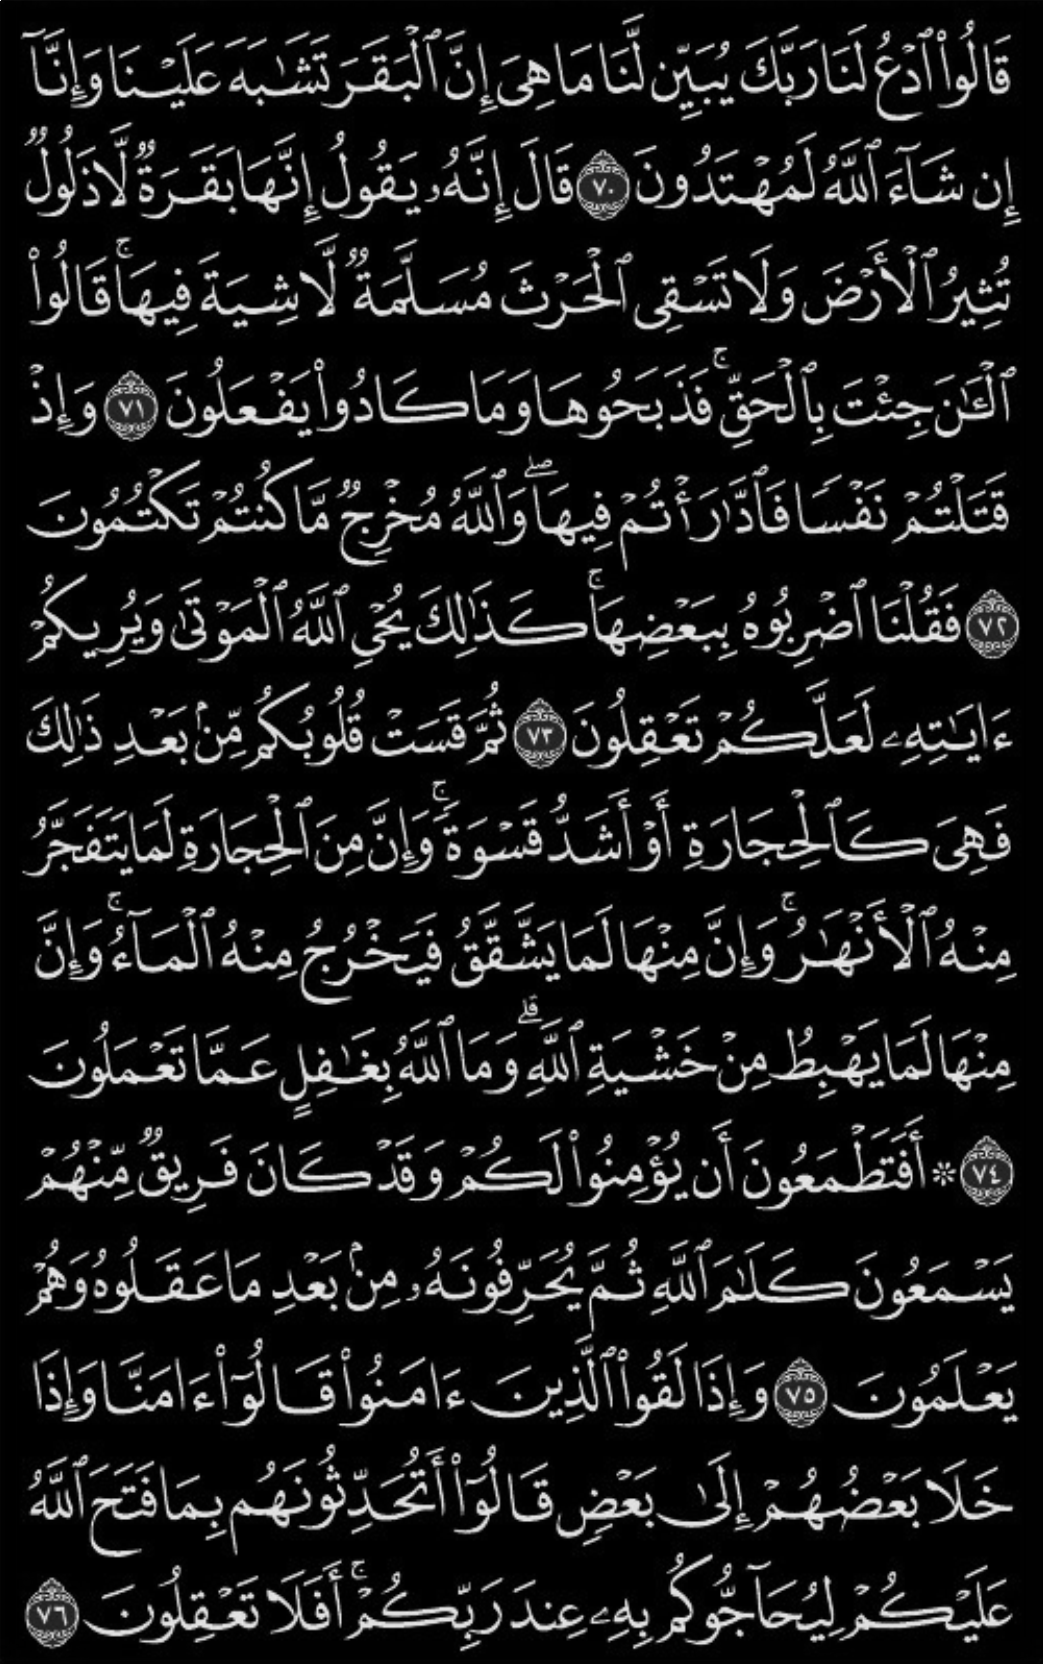 قَالُوا۟ ٱدْعُ لَنَا رَبَّكَ يُبَيِّن لَّنَا مَا هِىَ إِنَّ ٱلْبَقَرَ تَشَـٰبَهَ عَلَيْنَا وَإِنَّآ
إِن شَآءَ ٱللَّهُ لَمُهْتَدُونَ ٧٠ قَالَ إِنَّهُۥ يَقُولُ إِنَّهَا بَقَرَةٌ لَّا ذَلُولٌ
تُثِيرُ ٱلْأَرْضَ وَلَا تَسْقِى ٱلْحَرْثَ مُسَلَّمَةٌ لَّا شِيَةَ فِيهَا ۚ قَالُوا۟
ٱلْـَٔـٰنَ جِئْتَ بِٱلْحَقِّ ۚ فَذَبَحُوهَا وَمَا كَادُوا۟ يَفْعَلُونَ ٧١ وَإِذْ
قَتَلْتُمْ نَفْسًا فَٱدَّٰرَْٰٔتُمْ فِيهَا ۖ وَٱللَّهُ مُخْرِجٌ مَّا كُنتُمْ تَكْتُمُونَ
٧٢ فَقُلْنَا ٱضْرِبُوهُ بِبَعْضِهَا ۚ كَذَٰلِكَ يُحْىِ ٱللَّهُ ٱلْمَوْتَىٰ وَيُرِيكُمْ
ءَايَـٰتِهِۦ لَعَلَّكُمْ تَعْقِلُونَ ٧٣ ثُمَّ قَسَتْ قُلُوبُكُم مِّنۢ بَعْدِ ذَٰلِكَ
فَهِىَ كَٱلْحِجَارَةِ أَوْ أَشَدُّ قَسْوَةً ۚ وَإِنَّ مِنَ ٱلْحِجَارَةِ لَمَا يَتَفَجَّرُ
مِنْهُ ٱلْأَنْهَـٰرُ ۚ وَإِنَّ مِنْهَا لَمَا يَشَّقَّقُ فَيَخْرُجُ مِنْهُ ٱلْمَآءُ ۚ وَإِنَّ
مِنْهَا لَمَا يَهْبِطُ مِنْ خَشْيَةِ ٱللَّهِ ۗ وَمَا ٱللَّهُ بِغَـٰفِلٍ عَمَّا تَعْمَلُونَ
٧٤ ۞ أَفَتَطْمَعُونَ أَن يُؤْمِنُوا۟ لَكُمْ وَقَدْ كَانَ فَرِيقٌ مِّنْهُمْ
يَسْمَعُونَ كَلَـٰمَ ٱللَّهِ ثُمَّ يُحَرِّفُونَهُۥ مِنۢ بَعْدِ مَا عَقَلُوهُ وَهُمْ
يَعْلَمُونَ ٧٥ وَإِذَا لَقُوا۟ ٱلَّذِينَ ءَامَنُوا۟ قَالُوٓا۟ ءَامَنَّا وَإِذَا
خَلَا بَعْضُهُمْ إِلَىٰ بَعْضٍ قَالُوٓا۟ أَتُحَدِّثُونَهُم بِمَا فَتَحَ ٱللَّهُ
عَلَيْكُمْ لِيُحَآجُّوكُم بِهِۦ عِندَ رَبِّكُمْ ۚ أَفَلَا تَعْقِلُونَ ٧٦